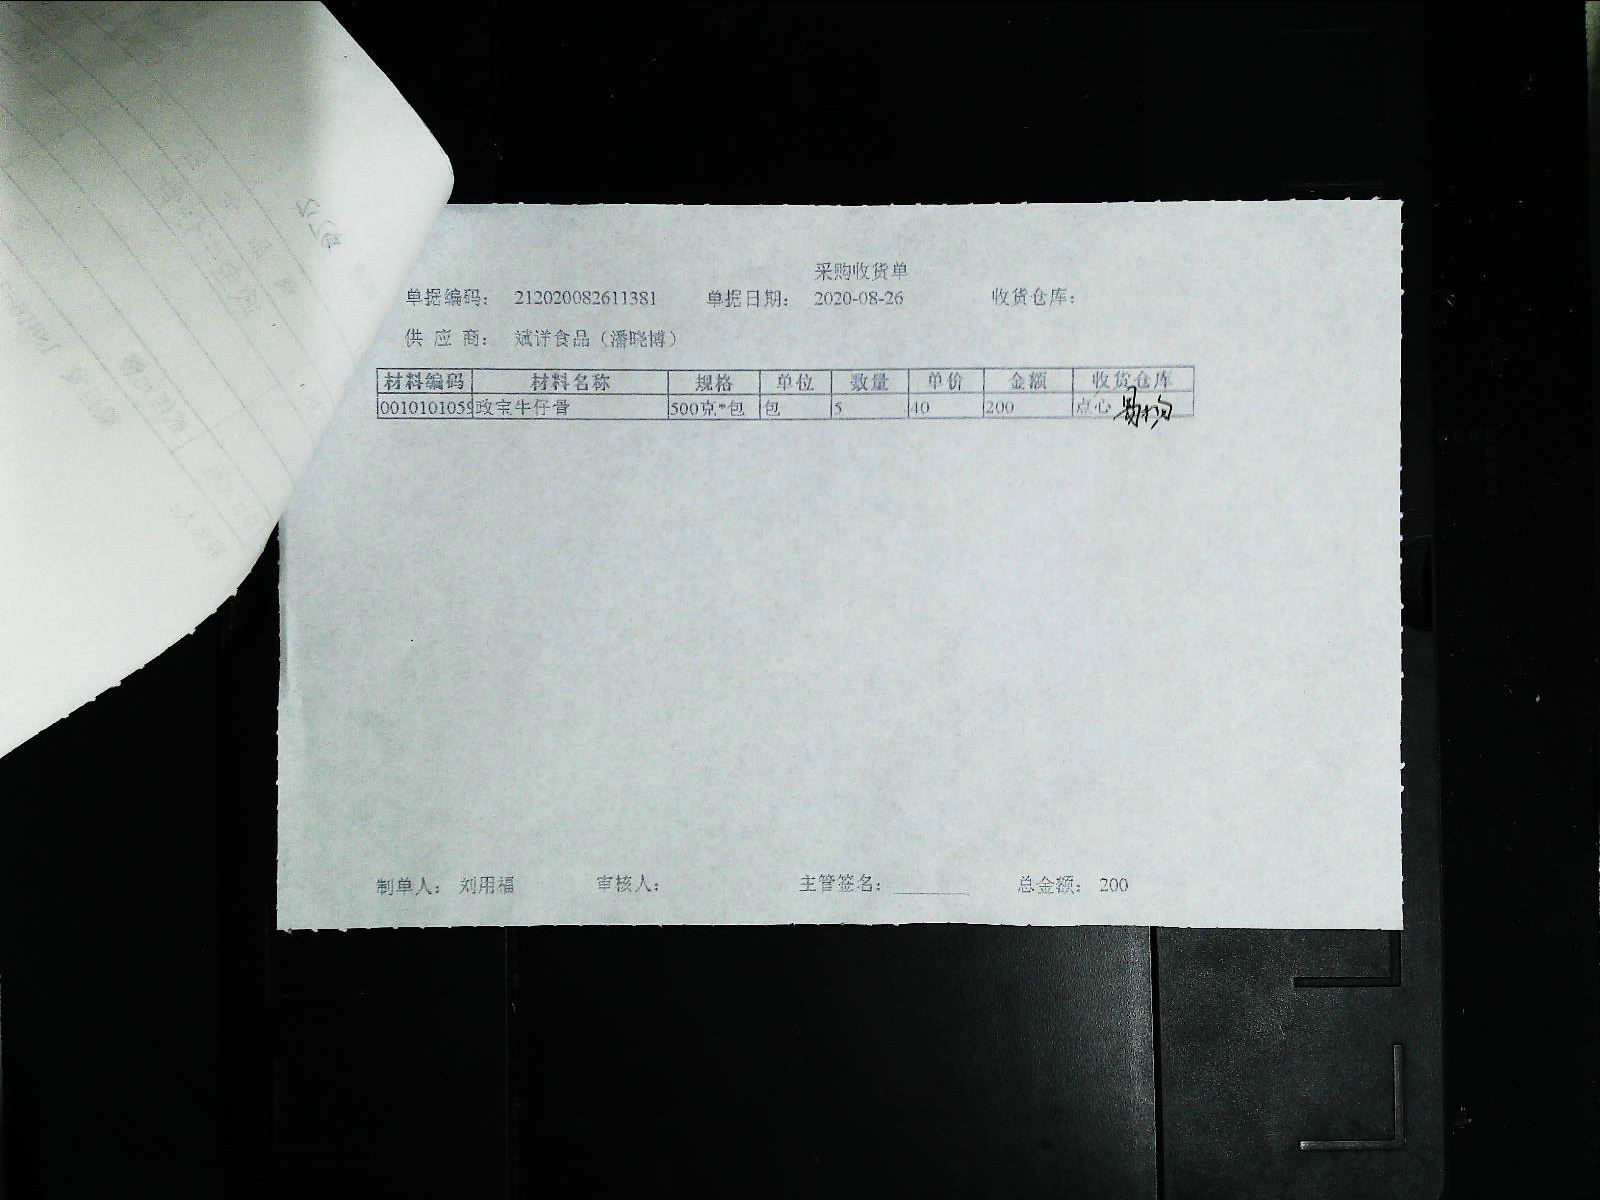 采购收货单
单据编码： 212020082611381 单据日期： 2020-08-26 收货仓库：
供 应 商： 斌洋食品（潘晓博）
材料编码 材料名称 规格 单位 数量 单价 金额 收货仓库
0010101059 政宝牛仔骨 500克*包 包 5 40 200 点心
制单人： 刘用福 审核人： 主管签名： ________ 总金额： 200